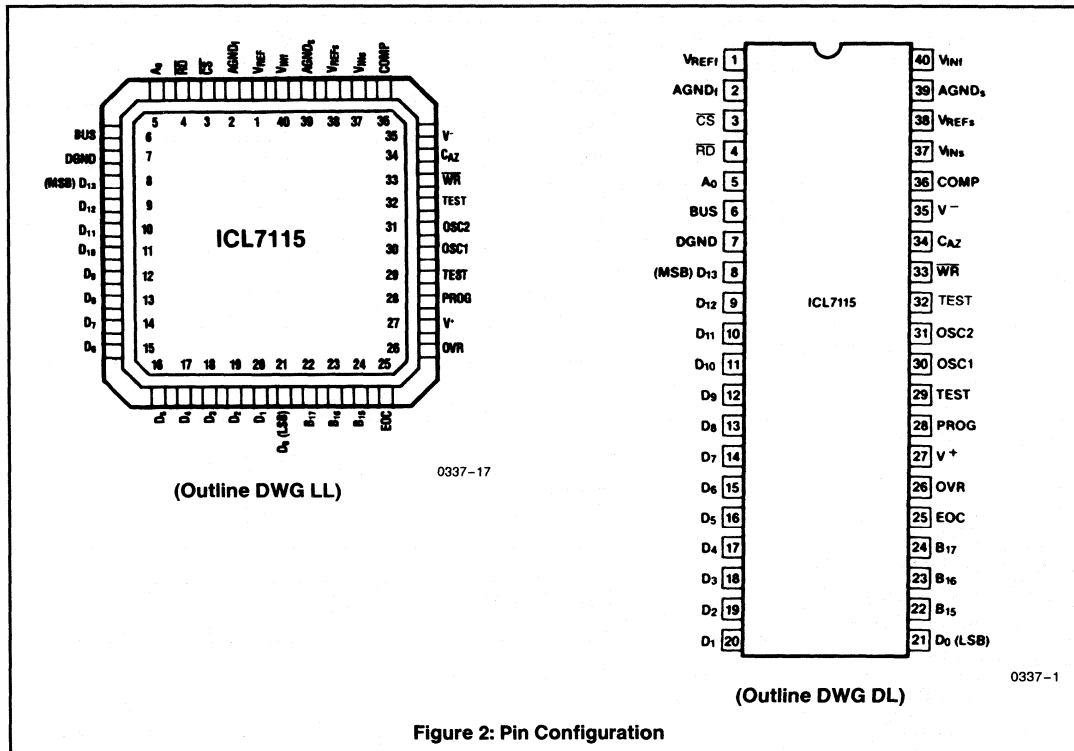 A₀ R̅D̅ C̅S̅ AGNDf VREF VINf AGNDs VREFs VINs COMP
5 4 3 2 1 40 39 38 37 36
BUS 6
DGND 7
(MSB) D₁₃ 8
D₁₂ 9
D₁₁ 10
D₁₀ 11
D₉ 12
D₈ 13
D₇ 14
D₆ 15
35 V⁻
34 CAZ
33 W̅R̅
32 TEST
31 OSC2
30 OSC1
29 TEST
28 PROG
27 V⁺
26 OVR
ICL7115
16 17 18 19 20 21 22 23 24 25
D₅ D₄ D₃ D₂ D₁ D₀ (LSB) B₁₇ B₁₆ B₁₅ EOC
0337–17
(Outline DWG LL)
VREFf 1
AGNDf 2
C̅S̅ 3
R̅D̅ 4
A₀ 5
BUS 6
DGND 7
(MSB) D₁₃ 8
D₁₂ 9
D₁₁ 10
D₁₀ 11
D₉ 12
D₈ 13
D₇ 14
D₆ 15
D₅ 16
D₄ 17
D₃ 18
D₂ 19
D₁ 20
ICL7115
40 VINf
39 AGNDs
38 VREFs
37 VINs
36 COMP
35 V⁻
34 CAZ
33 W̅R̅
32 TEST
31 OSC2
30 OSC1
29 TEST
28 PROG
27 V⁺
26 OVR
25 EOC
24 B₁₇
23 B₁₆
22 B₁₅
21 D₀ (LSB)
0337–1
(Outline DWG DL)
Figure 2: Pin Configuration